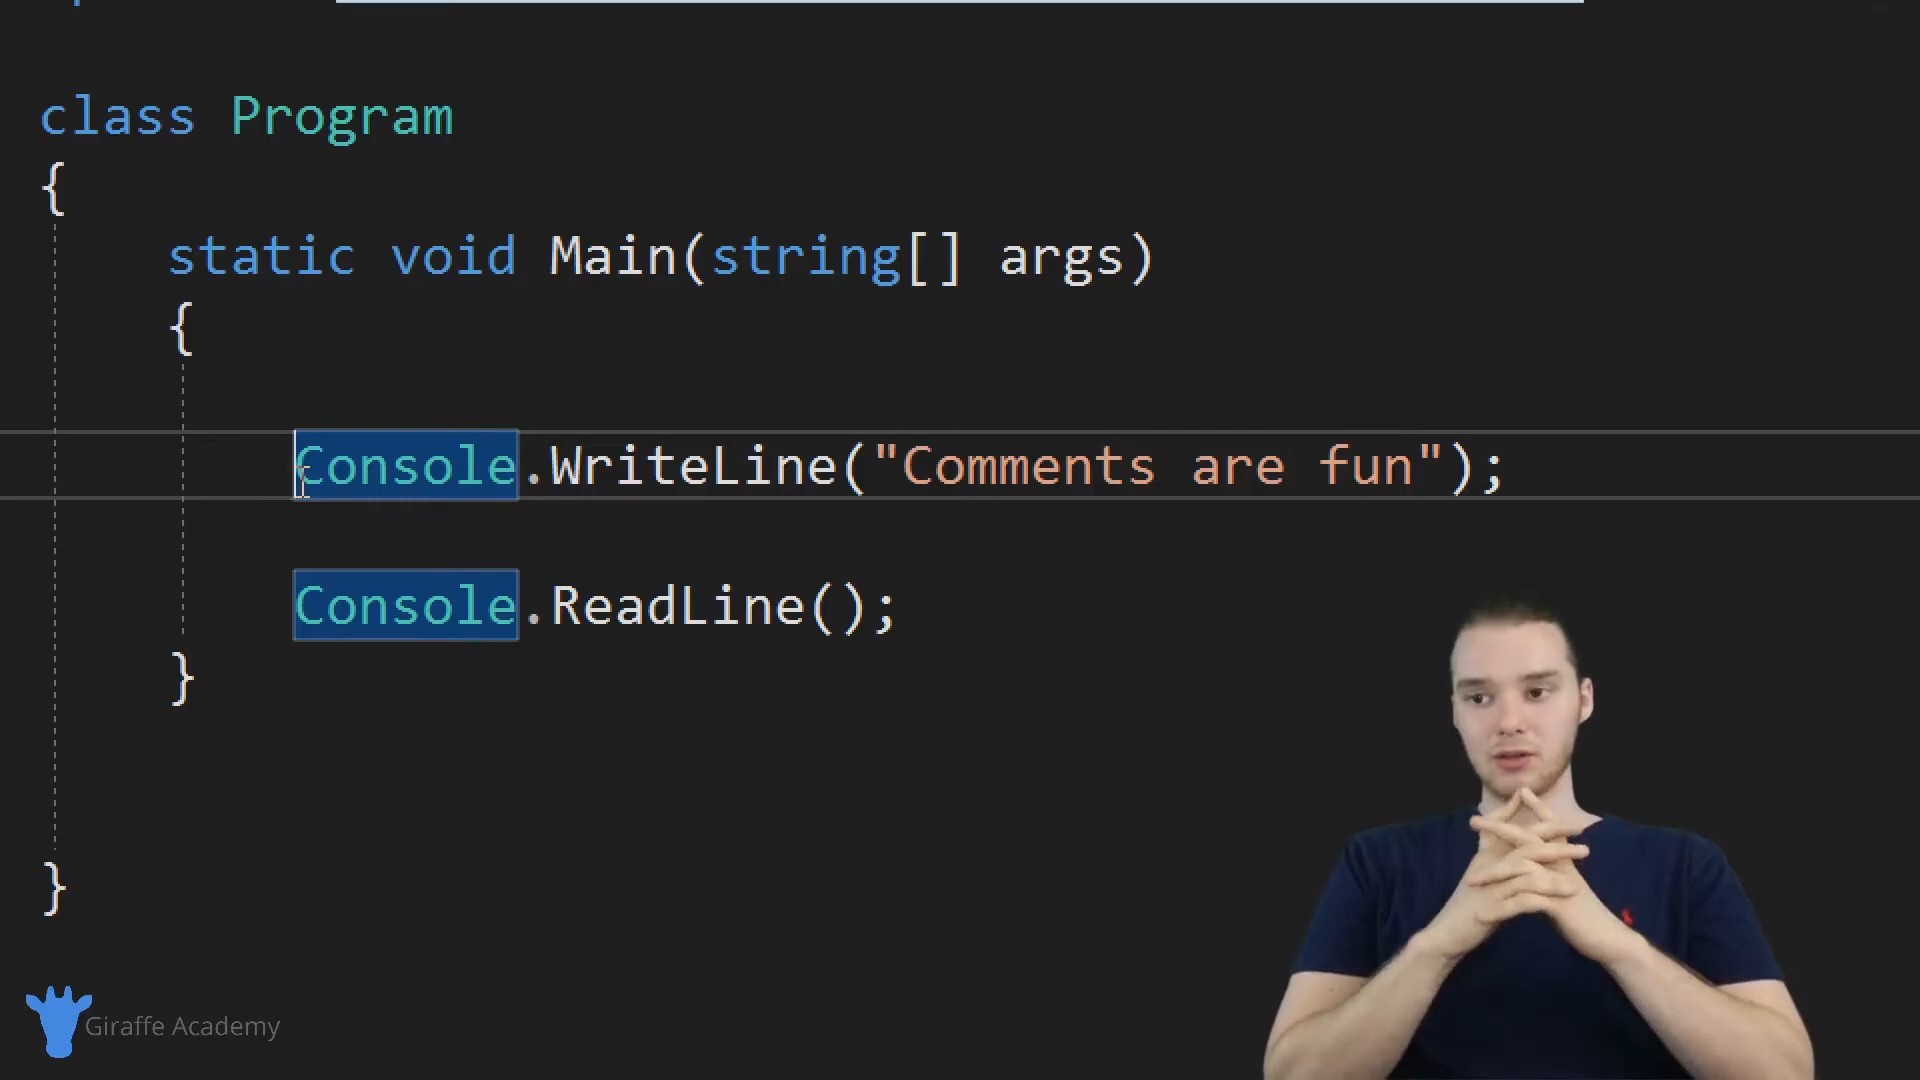 class Program
{
static void Main(string[] args)
{
Console.WriteLine("Comments are fun");
Console.ReadLine();
}
}
Giraffe Academy